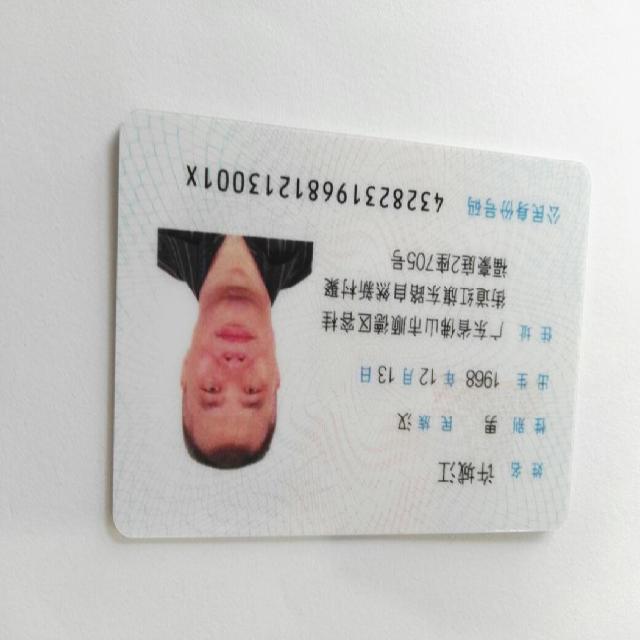 姓名 许城江
性别 男 民族 汉
出生 1968 年 12 月 13 日
住址 广东省佛山市顺德区容桂
街道红旗东路自然新村聚
福豪庭2座705号
公民身份号码 43282319681213001X